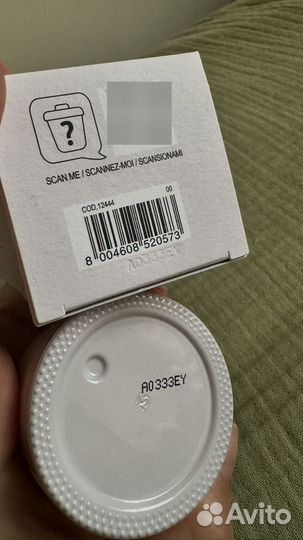 ?
SCAN ME / SCANNEZ-MOI / SCANSIONAMI
COD.12444 00
8 004608 520573
A0333EY
A0333EY
Avito